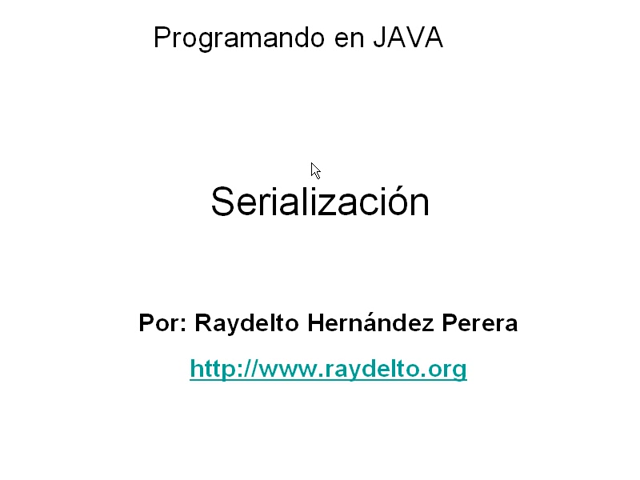 Programando en JAVA
Serialización
Por: Raydelto Hernández Perera
http://www.raydelto.org